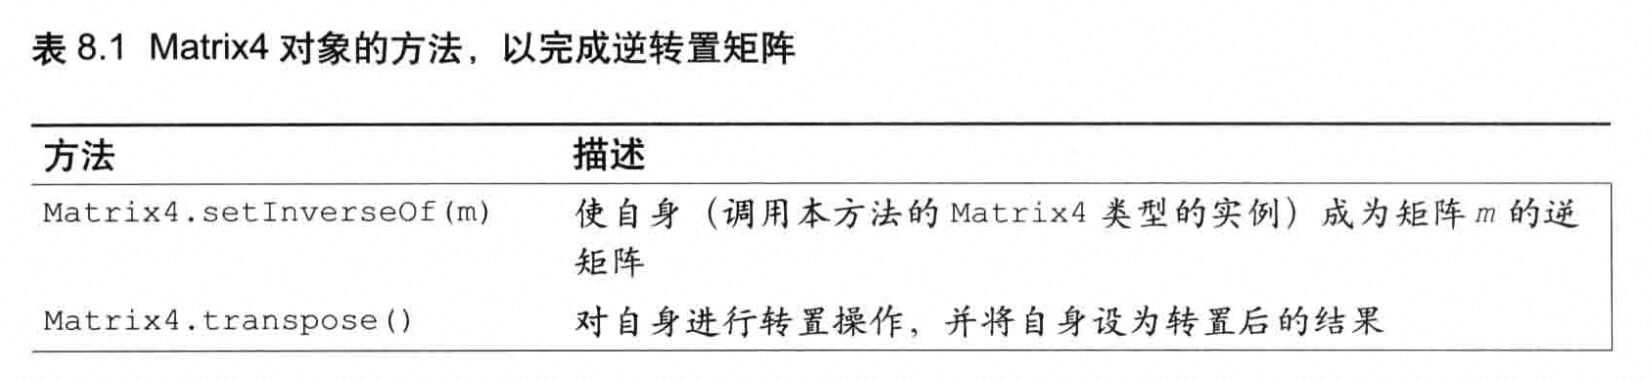 表 8.1 Matrix4 对象的方法，以完成逆转置矩阵
方法 描述
Matrix4.setInverseOf(m) 使自身（调用本方法的 Matrix4 类型的实例）成为矩阵 m 的逆
矩阵
Matrix4.transpose() 对自身进行转置操作，并将自身设为转置后的结果